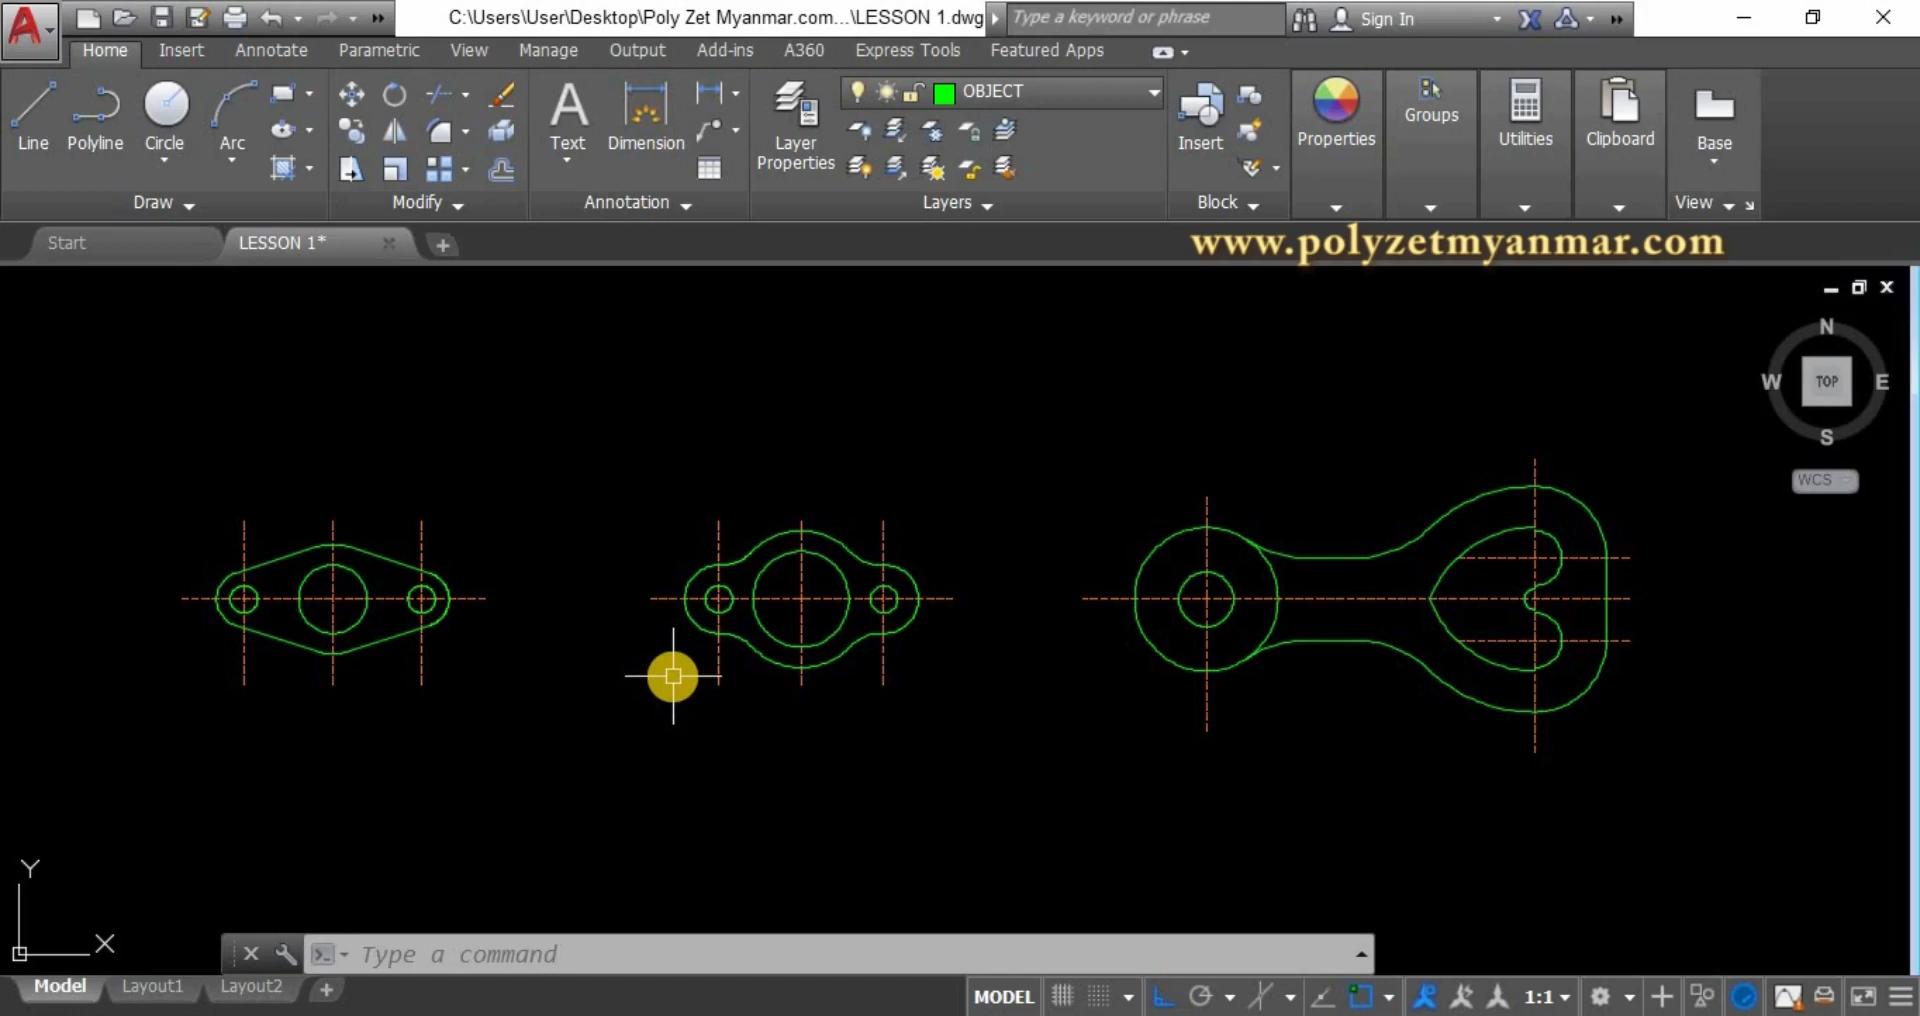 C:\Users\User\Desktop\Poly Zet Myanmar.com...\LESSON 1.dwg
Type a keyword or phrase
Sign In
Home
Insert
Annotate
Parametric
View
Manage
Output
Add-ins
A360
Express Tools
Featured Apps
OBJECT
Line
Polyline
Circle
Arc
Text
Dimension
Layer
Properties
Insert
Properties
Groups
Utilities
Clipboard
Base
Draw
Modify
Annotation
Layers
Block
View
Start
LESSON 1*
www.polyzetmyanmar.com
N
W
TOP
E
S
WCS
Y
X
Type a command
Model
Layout1
Layout2
MODEL
1:1